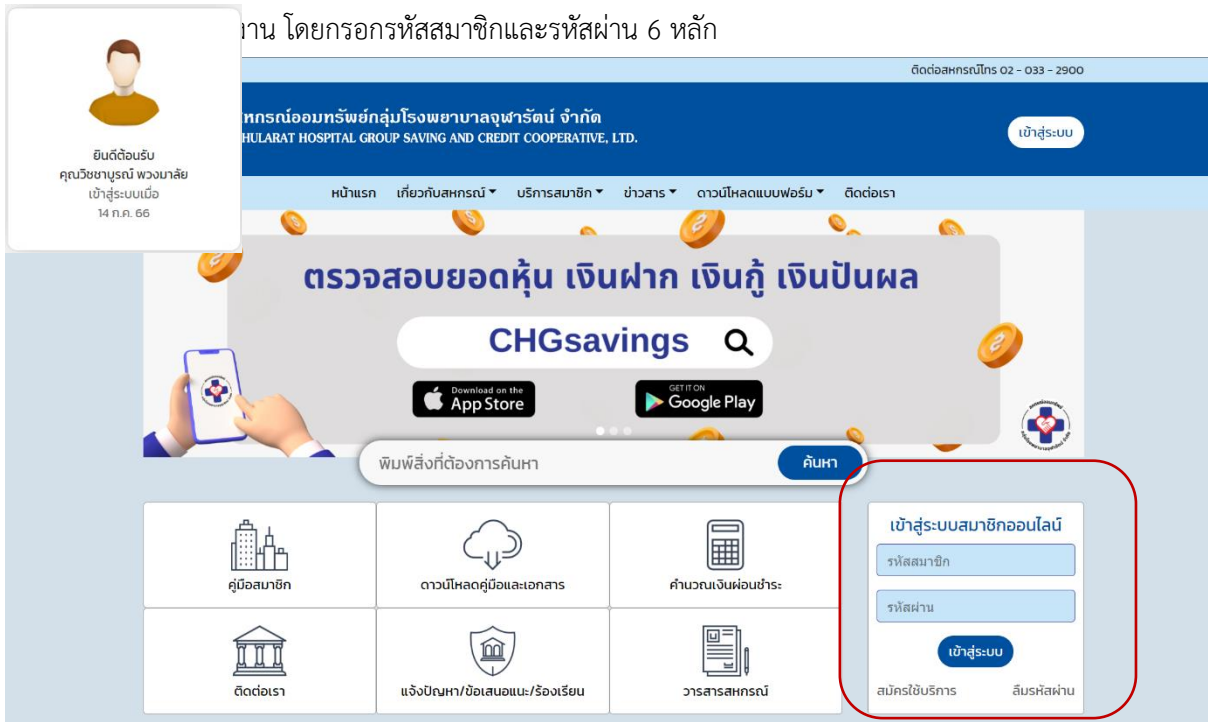 งาน โดยกรอกรหัสสมาชิกและรหัสผ่าน 6 หลัก
ติดต่อสหกรณ์โทร 02 - 033 - 2900
สหกรณ์ออมทรัพย์กลุ่มโรงพยาบาลจุฬารัตน์ จำกัด
HULARAT HOSPITAL GROUP SAVING AND CREDIT COOPERATIVE, LTD.
เข้าสู่ระบบ
ยินดีต้อนรับ
คุณวิชชาบูรณ์ พวงมาลัย
เข้าสู่ระบบเมื่อ
14 ก.ค. 66
หน้าแรก เกี่ยวกับสหกรณ์ บริการสมาชิก ข่าวสาร ดาวน์โหลดแบบฟอร์ม ติดต่อเรา
ตรวจสอบยอดหุ้น เงินฝาก เงินกู้ เงินปันผล
CHGsavings
Download on the
App Store
GET IT ON
Google Play
พิมพ์สิ่งที่ต้องการค้นหา
ค้นหา
คู่มือสมาชิก
ดาวน์โหลดคู่มือและเอกสาร
คำนวณเงินผ่อนชำระ
ติดต่อเรา
แจ้งปัญหา/ข้อเสนอแนะ/ร้องเรียน
วารสารสหกรณ์
เข้าสู่ระบบสมาชิกออนไลน์
รหัสสมาชิก
รหัสผ่าน
เข้าสู่ระบบ
สมัครใช้บริการ ลืมรหัสผ่าน